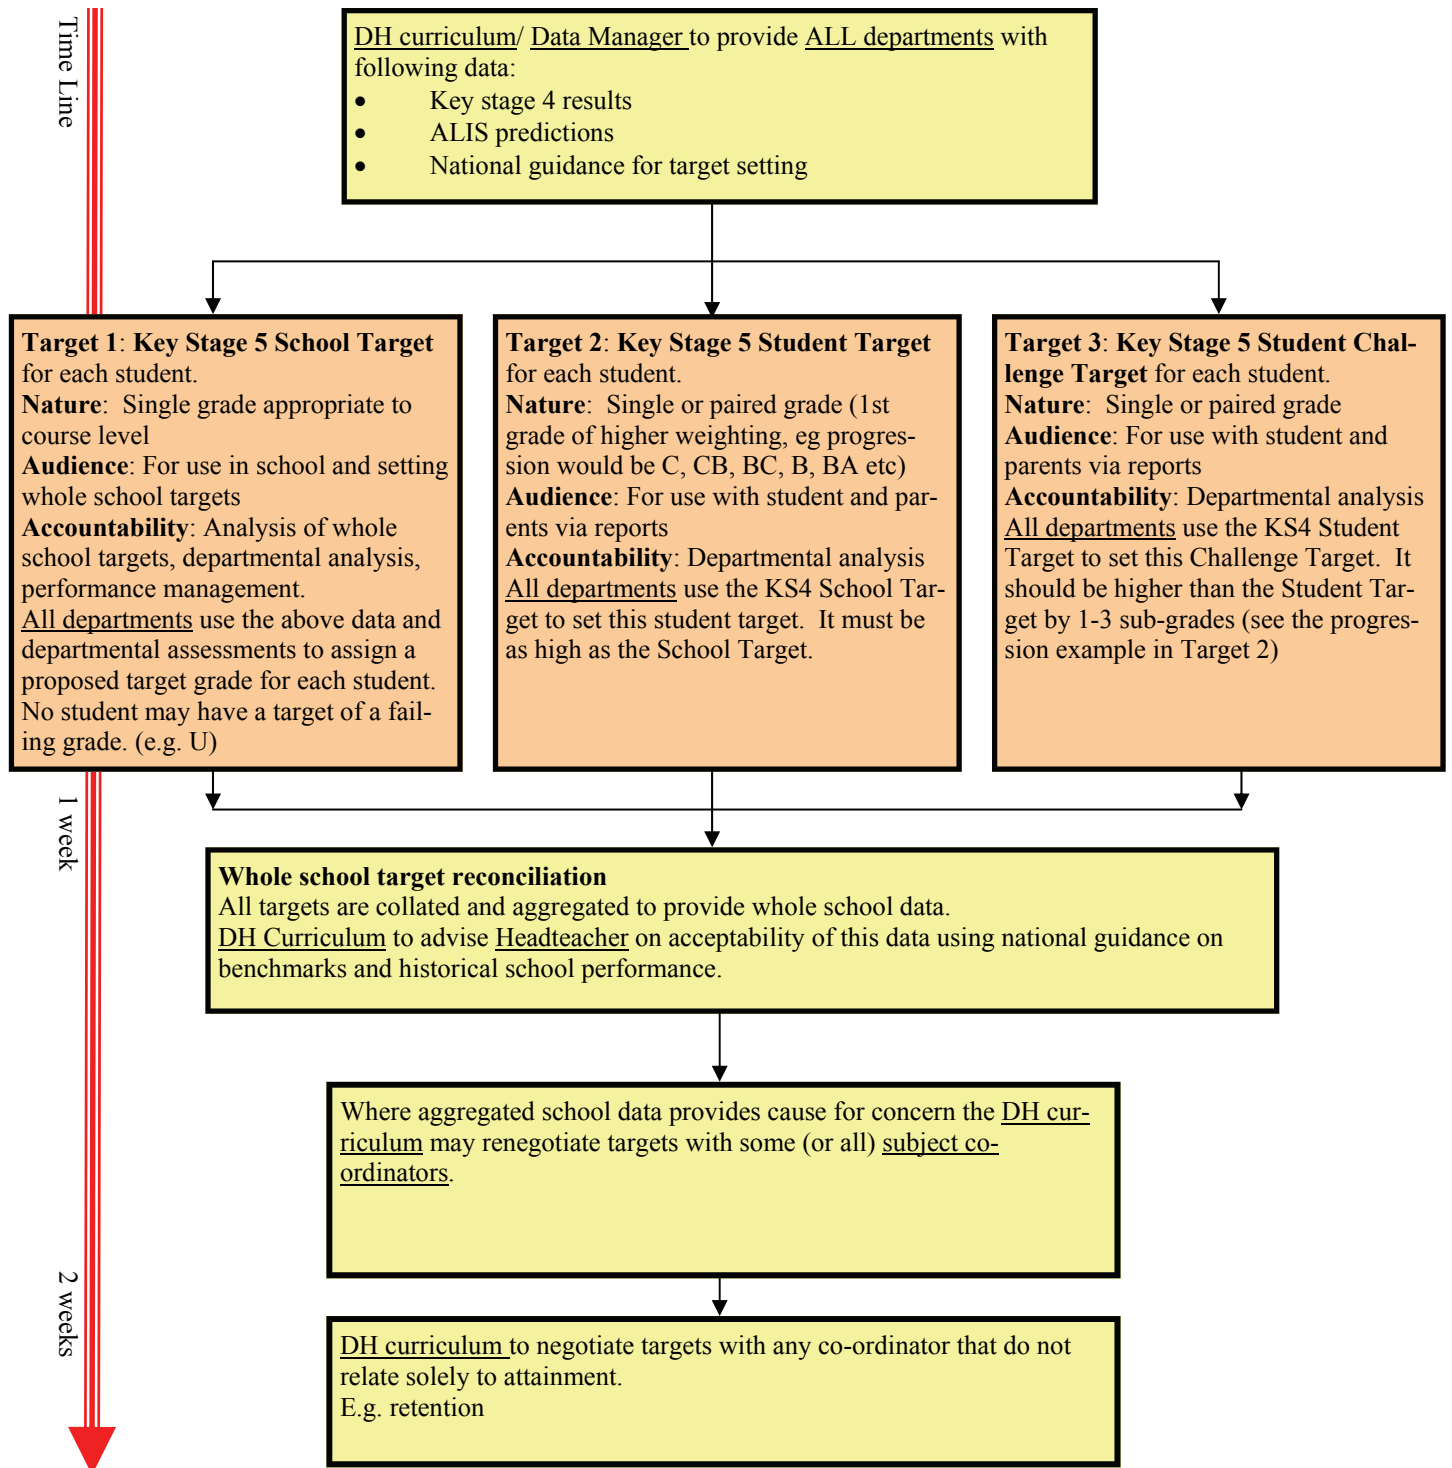 Time Line
DH curriculum/ Data Manager to provide ALL departments with
following data:
• Key stage 4 results
• ALIS predictions
• National guidance for target setting
Target 1: Key Stage 5 School Target
for each student.
Nature: Single grade appropriate to
course level
Audience: For use in school and setting
whole school targets
Accountability: Analysis of whole
school targets, departmental analysis,
performance management.
All departments use the above data and
departmental assessments to assign a
proposed target grade for each student.
No student may have a target of a fail-
ing grade. (e.g. U)
Target 2: Key Stage 5 Student Target
for each student.
Nature: Single or paired grade (1st
grade of higher weighting, eg progres-
sion would be C, CB, BC, B, BA etc)
Audience: For use with student and par-
ents via reports
Accountability: Departmental analysis
All departments use the KS4 School Tar-
get to set this student target. It must be
as high as the School Target.
Target 3: Key Stage 5 Student Chal-
lenge Target for each student.
Nature: Single or paired grade
Audience: For use with student and
parents via reports
Accountability: Departmental analysis
All departments use the KS4 Student
Target to set this Challenge Target. It
should be higher than the Student Tar-
get by 1-3 sub-grades (see the progres-
sion example in Target 2)
1 week
Whole school target reconciliation
All targets are collated and aggregated to provide whole school data.
DH Curriculum to advise Headteacher on acceptability of this data using national guidance on
benchmarks and historical school performance.
Where aggregated school data provides cause for concern the DH cur-
riculum may renegotiate targets with some (or all) subject co-
ordinators.
2 weeks
DH curriculum to negotiate targets with any co-ordinator that do not
relate solely to attainment.
E.g. retention